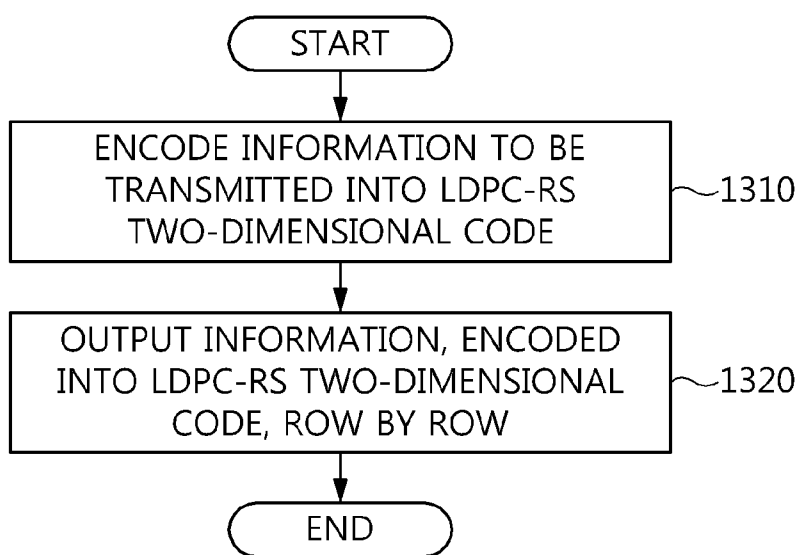 START
ENCODE INFORMATION TO BE
TRANSMITTED INTO LDPC-RS
TWO-DIMENSIONAL CODE
1310
OUTPUT INFORMATION, ENCODED
INTO LDPC-RS TWO-DIMENSIONAL
CODE, ROW BY ROW
1320
END